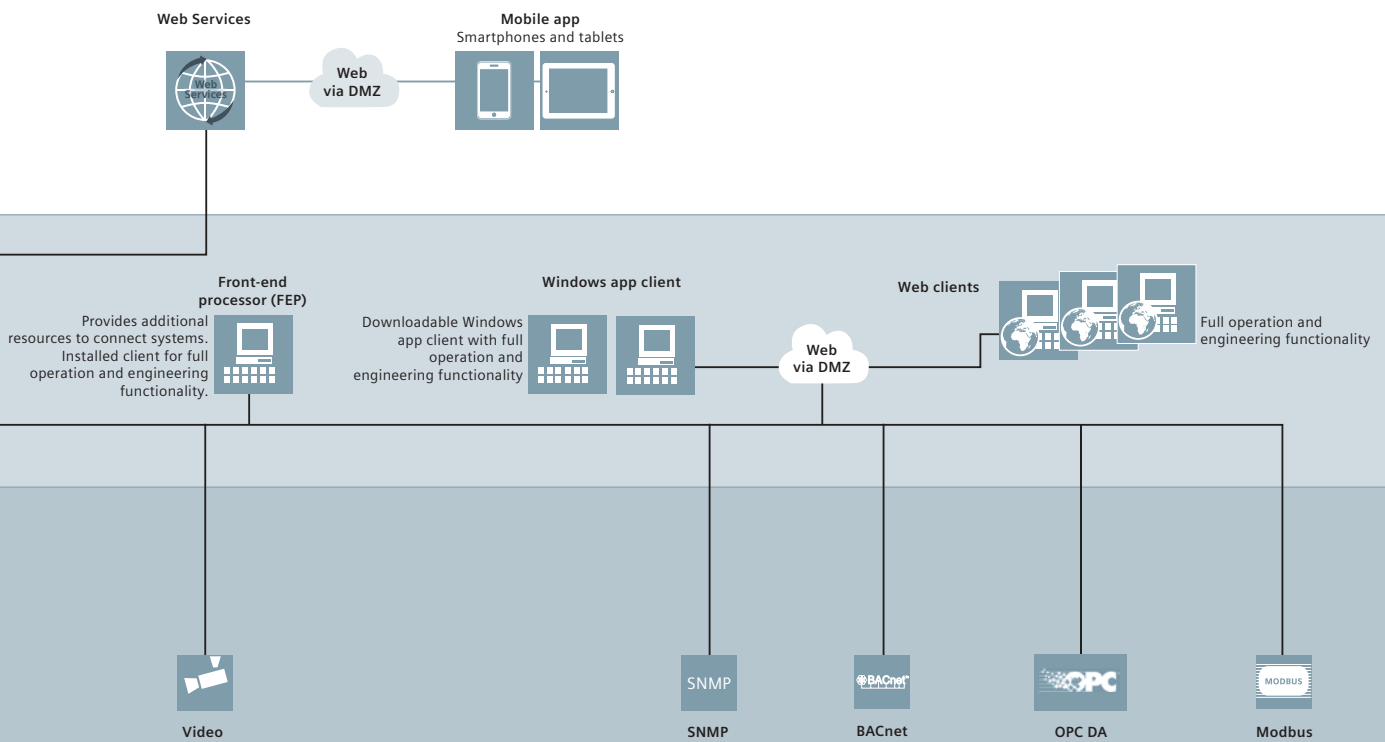 Web Services
Web
Services
Web
via DMZ
Mobile app
Smartphones and tablets
Front-end
processor (FEP)
Provides additional
resources to connect systems.
Installed client for full
operation and engineering
functionality.
Windows app client
Downloadable Windows
app client with full
operation and
engineering functionality
Web
via DMZ
Web clients
Full operation and
engineering functionality
Video
SNMP
SNMP
BACnet™
BACnet
OPC
OPC DA
MODBUS
Modbus